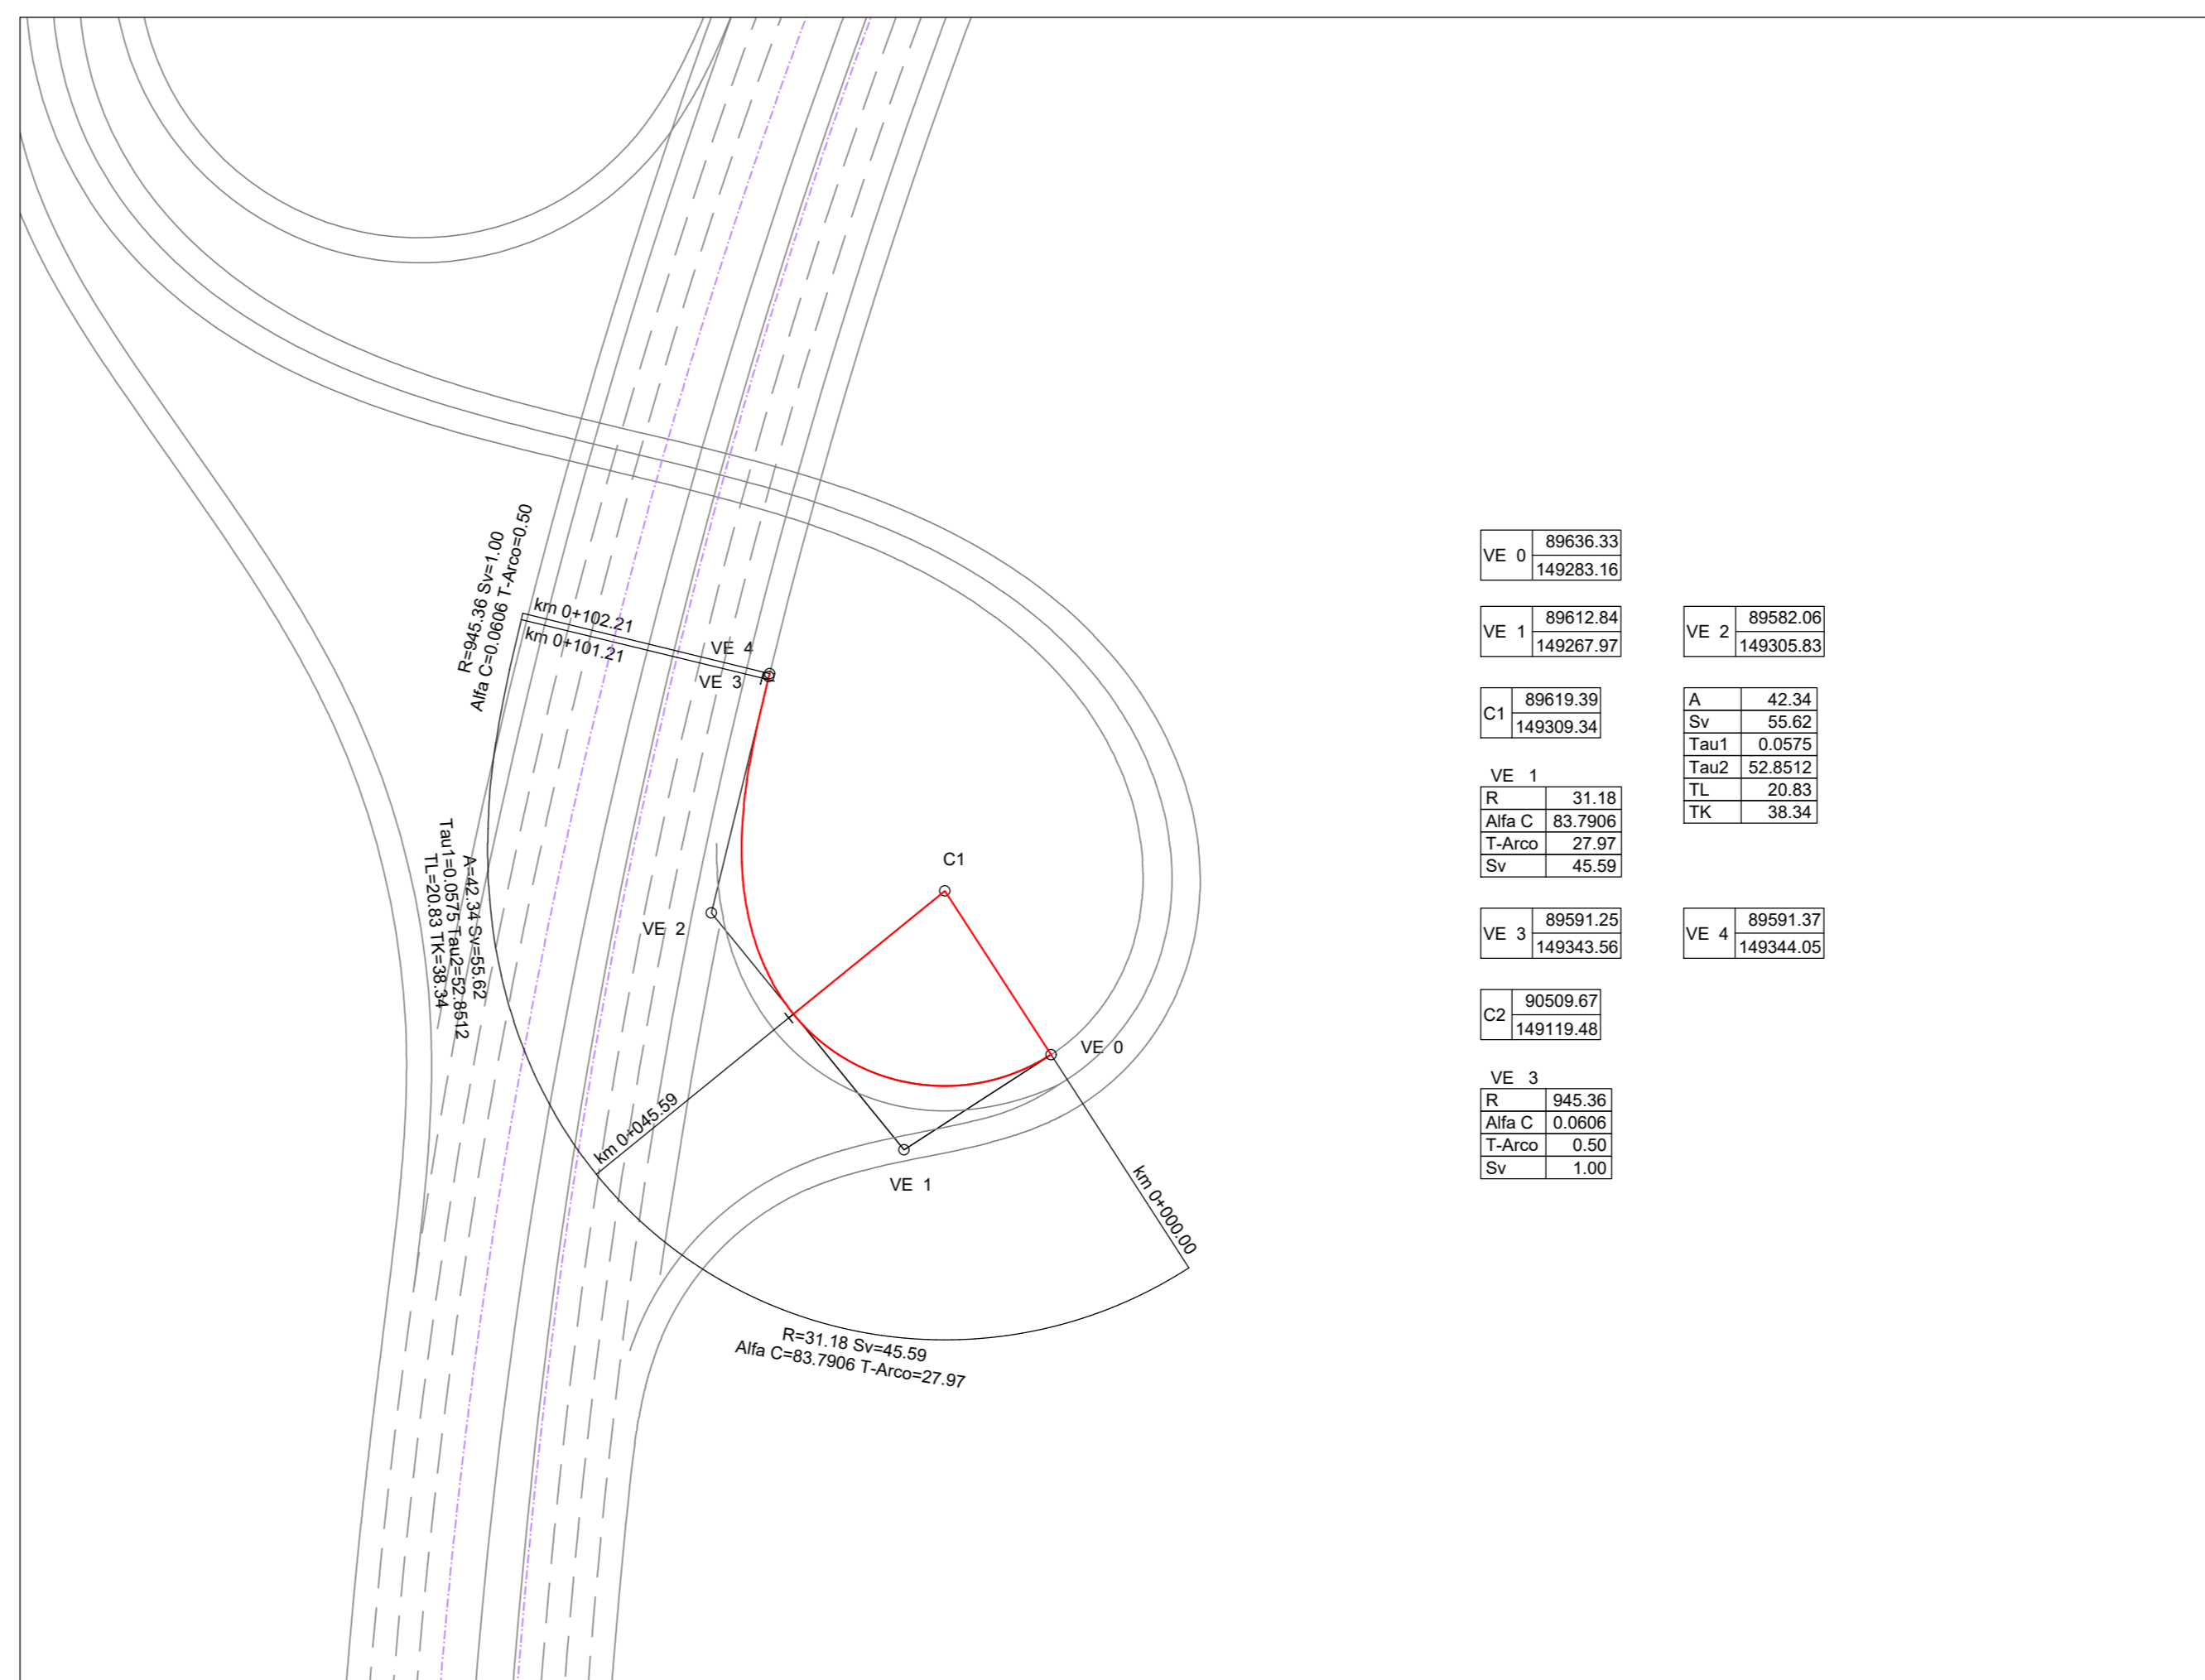 R=945.36 Sv=1.00
Alfa C=0.0606 T-Arco=0.50
km 0+102.21
km 0+101.21
VE 4
VE 3
A=42.34 Sv=55.62
Tau1=0.0575 Tau2=52.8512
TL=20.83 TK=38.34
C1
VE 2
VE 0
km 0+045.59
VE 1
km 0+000.00
R=31.18 Sv=45.59
Alfa C=83.7906 T-Arco=27.97
VE 0 89636.33
149283.16
VE 1 89612.84
149267.97
VE 2 89582.06
149305.83
C1 89619.39
149309.34
A 42.34
Sv 55.62
Tau1 0.0575
Tau2 52.8512
TL 20.83
TK 38.34
VE 1
R 31.18
Alfa C 83.7906
T-Arco 27.97
Sv 45.59
VE 3 89591.25
149343.56
VE 4 89591.37
149344.05
C2 90509.67
149119.48
VE 3
R 945.36
Alfa C 0.0606
T-Arco 0.50
Sv 1.00